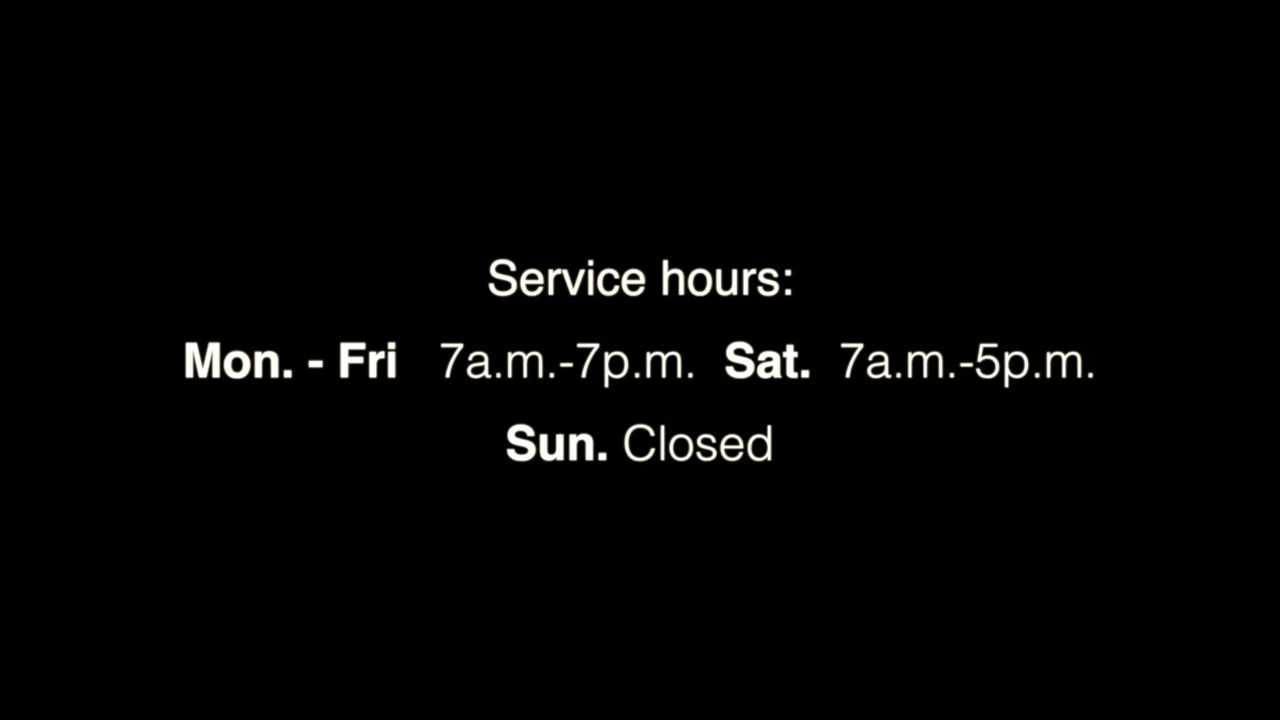 Service hours:
Mon. - Fri 7a.m.-7p.m. Sat. 7a.m.-5p.m.
Sun. Closed